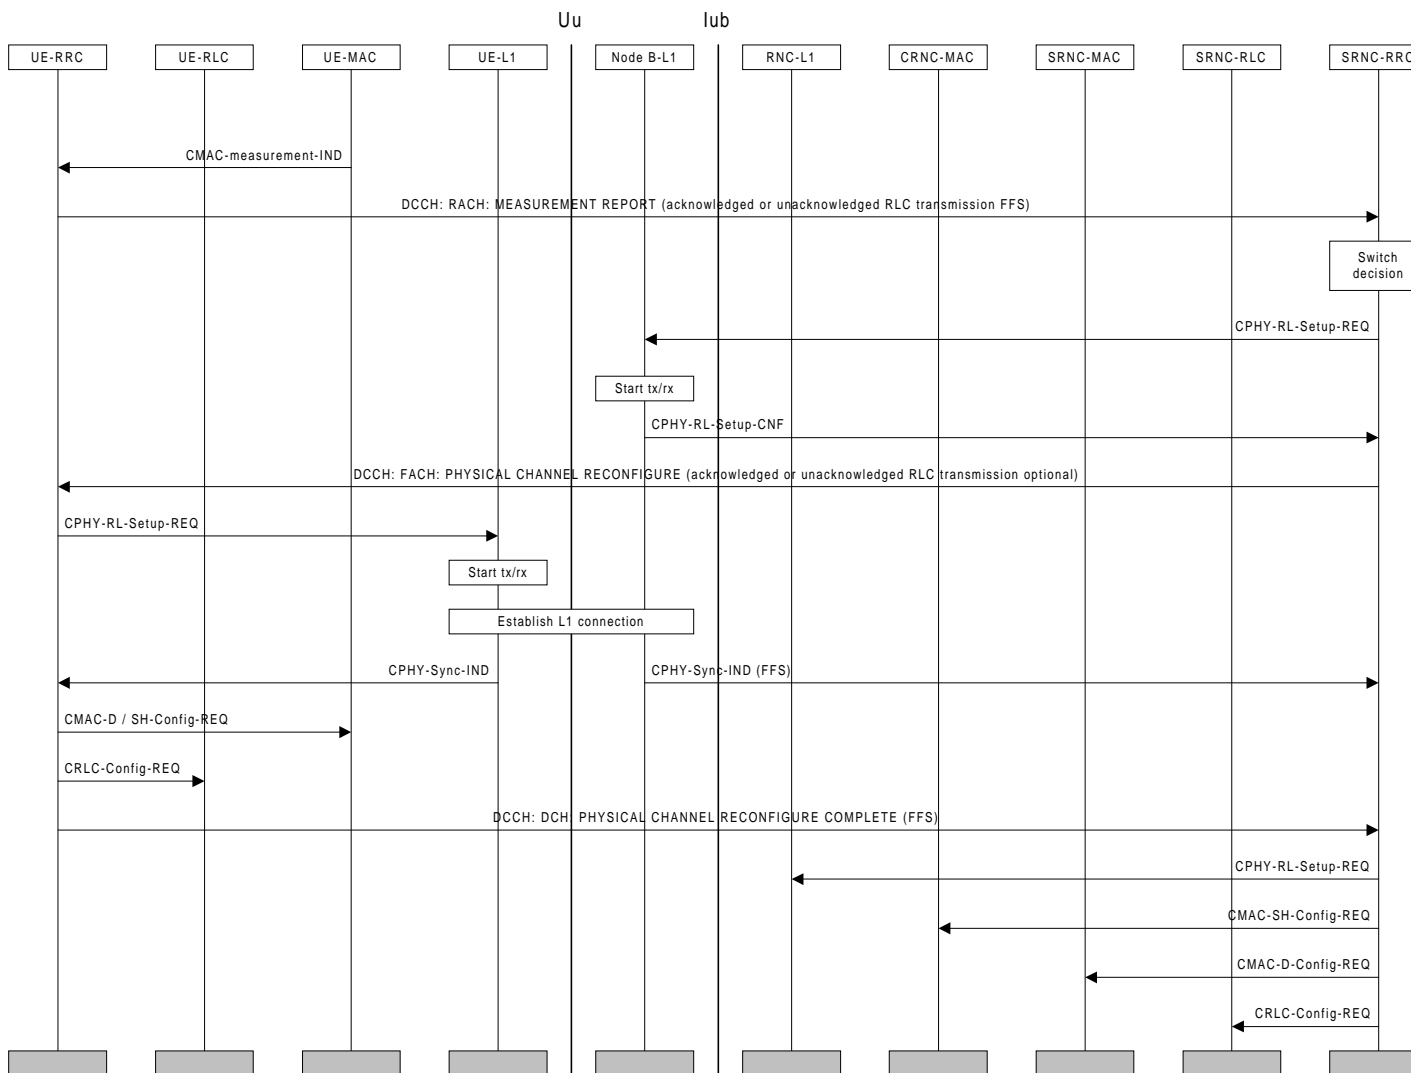 Uu Iub
UE-RRC UE-RLC UE-MAC UE-L1 Node B-L1 RNC-L1 CRNC-MAC SRNC-MAC SRNC-RLC SRNC-RRC
CMAC-measurement-IND
DCCH: RACH: MEASUREMENT REPORT (acknowledged or unacknowledged RLC transmission FFS)
Switch
decision
CPHY-RL-Setup-REQ
Start tx/rx
CPHY-RL-Setup-CNF
DCCH: FACH: PHYSICAL CHANNEL RECONFIGURE (acknowledged or unacknowledged RLC transmission optional)
CPHY-RL-Setup-REQ
Start tx/rx
Establish L1 connection
CPHY-Sync-IND CPHY-Sync-IND (FFS)
CMAC-D / SH-Config-REQ
CRLC-Config-REQ
DCCH: DCH: PHYSICAL CHANNEL RECONFIGURE COMPLETE (FFS)
CPHY-RL-Setup-REQ
CMAC-SH-Config-REQ
CMAC-D-Config-REQ
CRLC-Config-REQ